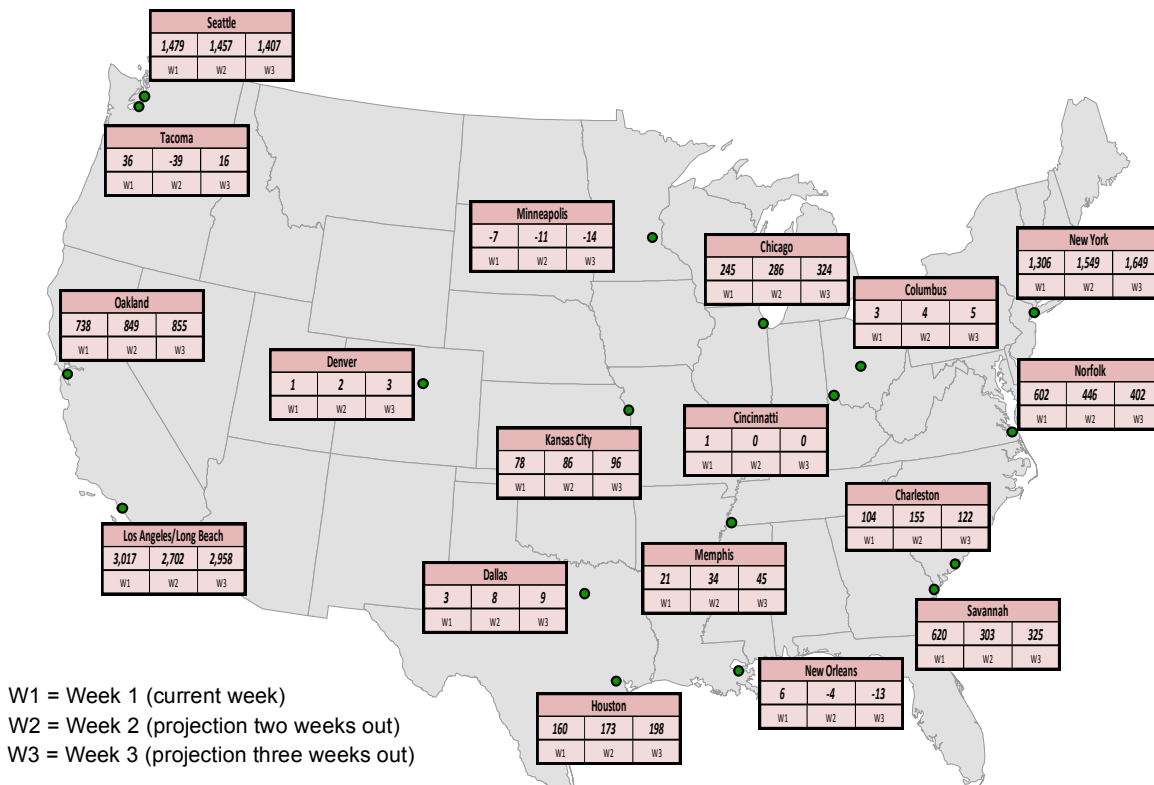 Seattle
1,479 1,457 1,407
W1 W2 W3
Tacoma
36 -39 16
W1 W2 W3
Minneapolis
-7 -11 -14
W1 W2 W3
Chicago
245 286 324
W1 W2 W3
New York
1,306 1,549 1,649
W1 W2 W3
Columbus
3 4 5
W1 W2 W3
Oakland
738 849 855
W1 W2 W3
Denver
1 2 3
W1 W2 W3
Norfolk
602 446 402
W1 W2 W3
Cincinnatti
1 0 0
W1 W2 W3
Kansas City
78 86 96
W1 W2 W3
Charleston
104 155 122
W1 W2 W3
Los Angeles/Long Beach
3,017 2,702 2,958
W1 W2 W3
Memphis
21 34 45
W1 W2 W3
Dallas
3 8 9
W1 W2 W3
Savannah
620 303 325
W1 W2 W3
New Orleans
6 -4 -13
W1 W2 W3
Houston
160 173 198
W1 W2 W3
W1 = Week 1 (current week)
W2 = Week 2 (projection two weeks out)
W3 = Week 3 (projection three weeks out)